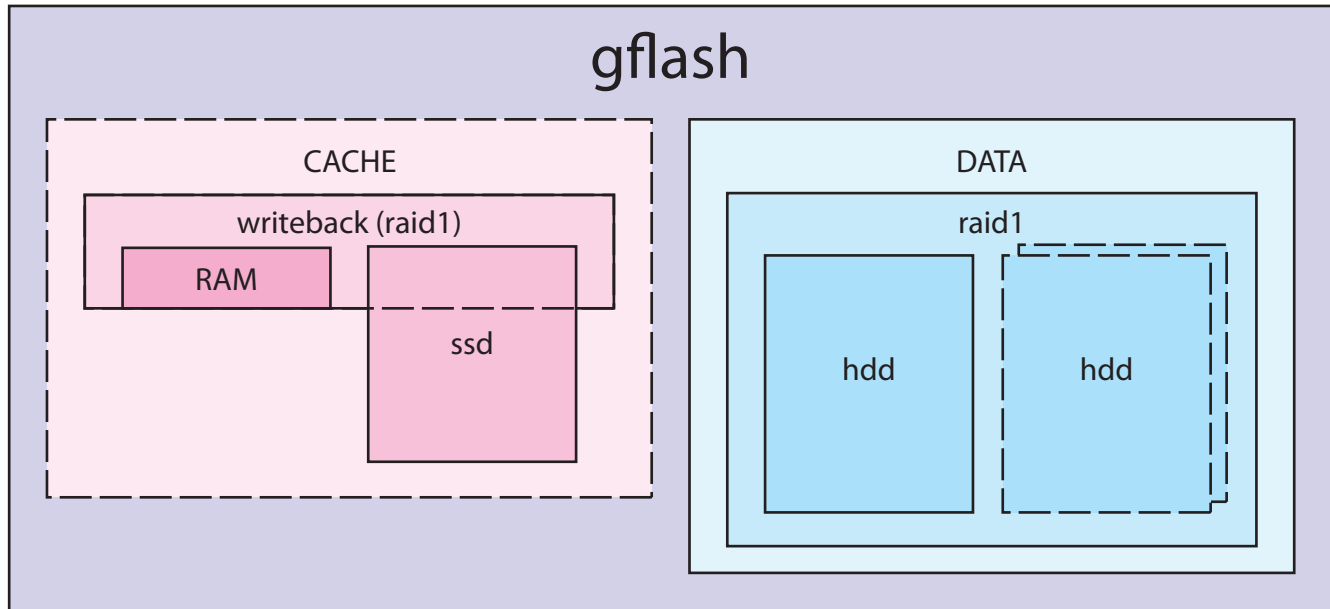 gflash
CACHE
writeback (raid1)
RAM
ssd
DATA
raid1
hdd
hdd